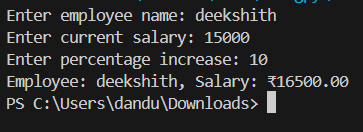 Enter employee name: deekshith
Enter current salary: 15000
Enter percentage increase: 10
Employee: deekshith, Salary: ₹16500.00
PS C:\Users\dandu\Downloads>